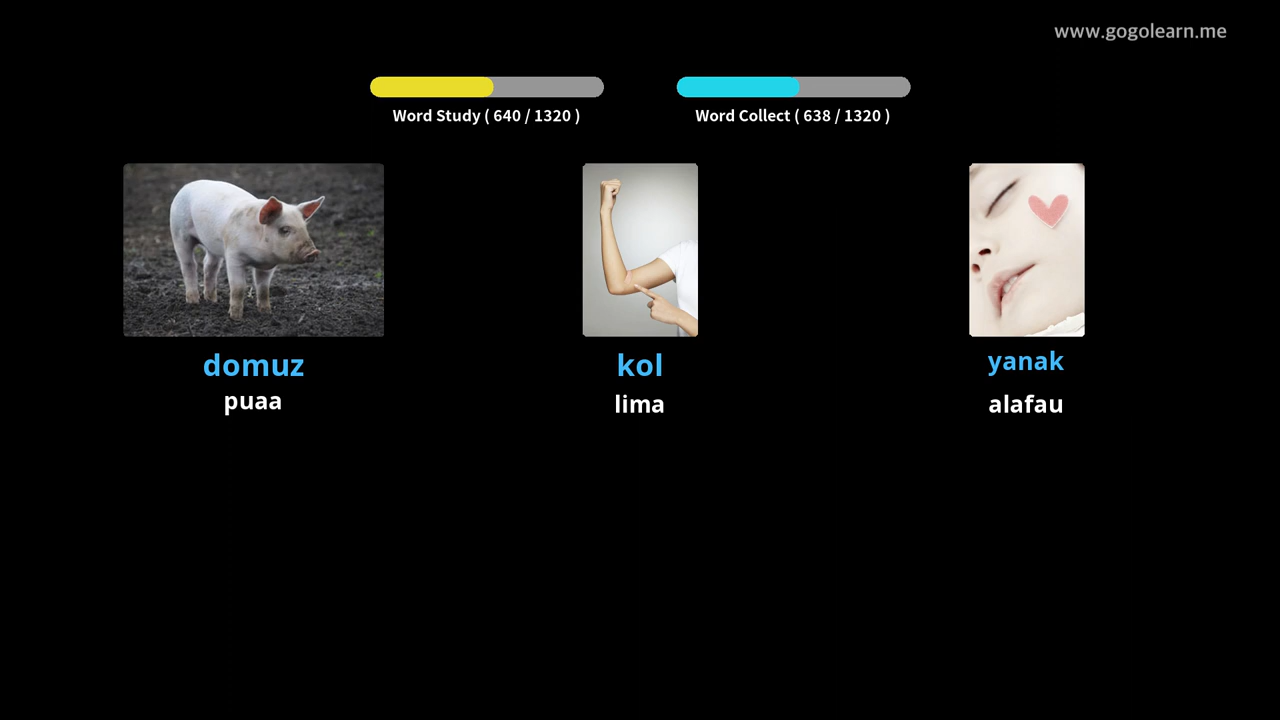 www.gogolearn.me
Word Study ( 640 / 1320 )
Word Collect ( 638 / 1320 )
domuz
puaa
kol
lima
yanak
alafau